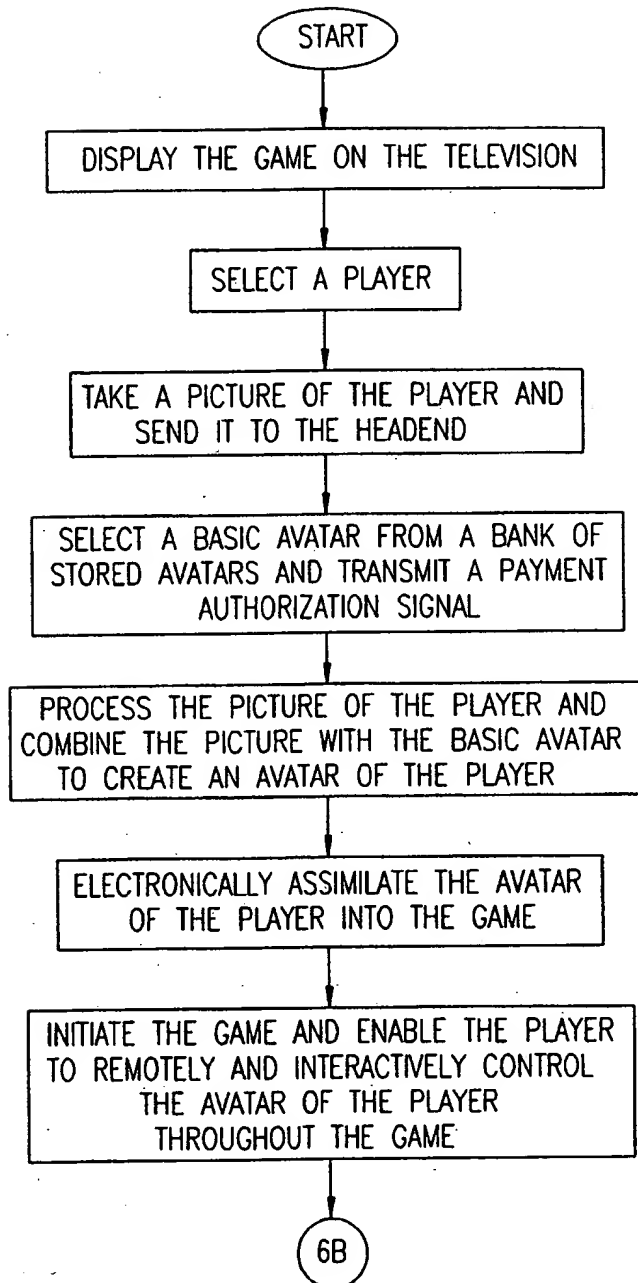 START
DISPLAY THE GAME ON THE TELEVISION
SELECT A PLAYER
TAKE A PICTURE OF THE PLAYER AND
SEND IT TO THE HEADEND
SELECT A BASIC AVATAR FROM A BANK OF
STORED AVATARS AND TRANSMIT A PAYMENT
AUTHORIZATION SIGNAL
PROCESS THE PICTURE OF THE PLAYER AND
COMBINE THE PICTURE WITH THE BASIC AVATAR
TO CREATE AN AVATAR OF THE PLAYER
ELECTRONICALLY ASSIMILATE THE AVATAR
OF THE PLAYER INTO THE GAME
INITIATE THE GAME AND ENABLE THE PLAYER
TO REMOTELY AND INTERACTIVELY CONTROL
THE AVATAR OF THE PLAYER
THROUGHOUT THE GAME
6B